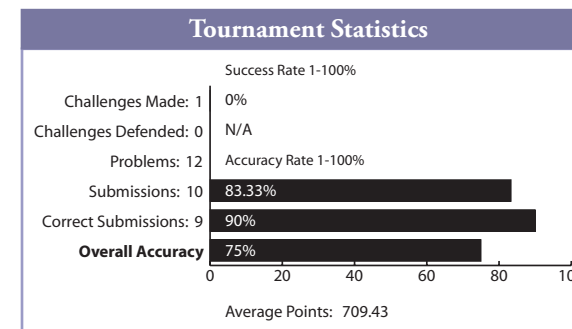 Tournament Statistics
Success Rate 1-100%
Challenges Made: 1 0%
Challenges Defended: 0 N/A
Problems: 12 Accuracy Rate 1-100%
Submissions: 10 83.33%
Correct Submissions: 9 90%
Overall Accuracy 75%
0 20 40 60 80
Average Points: 709.43